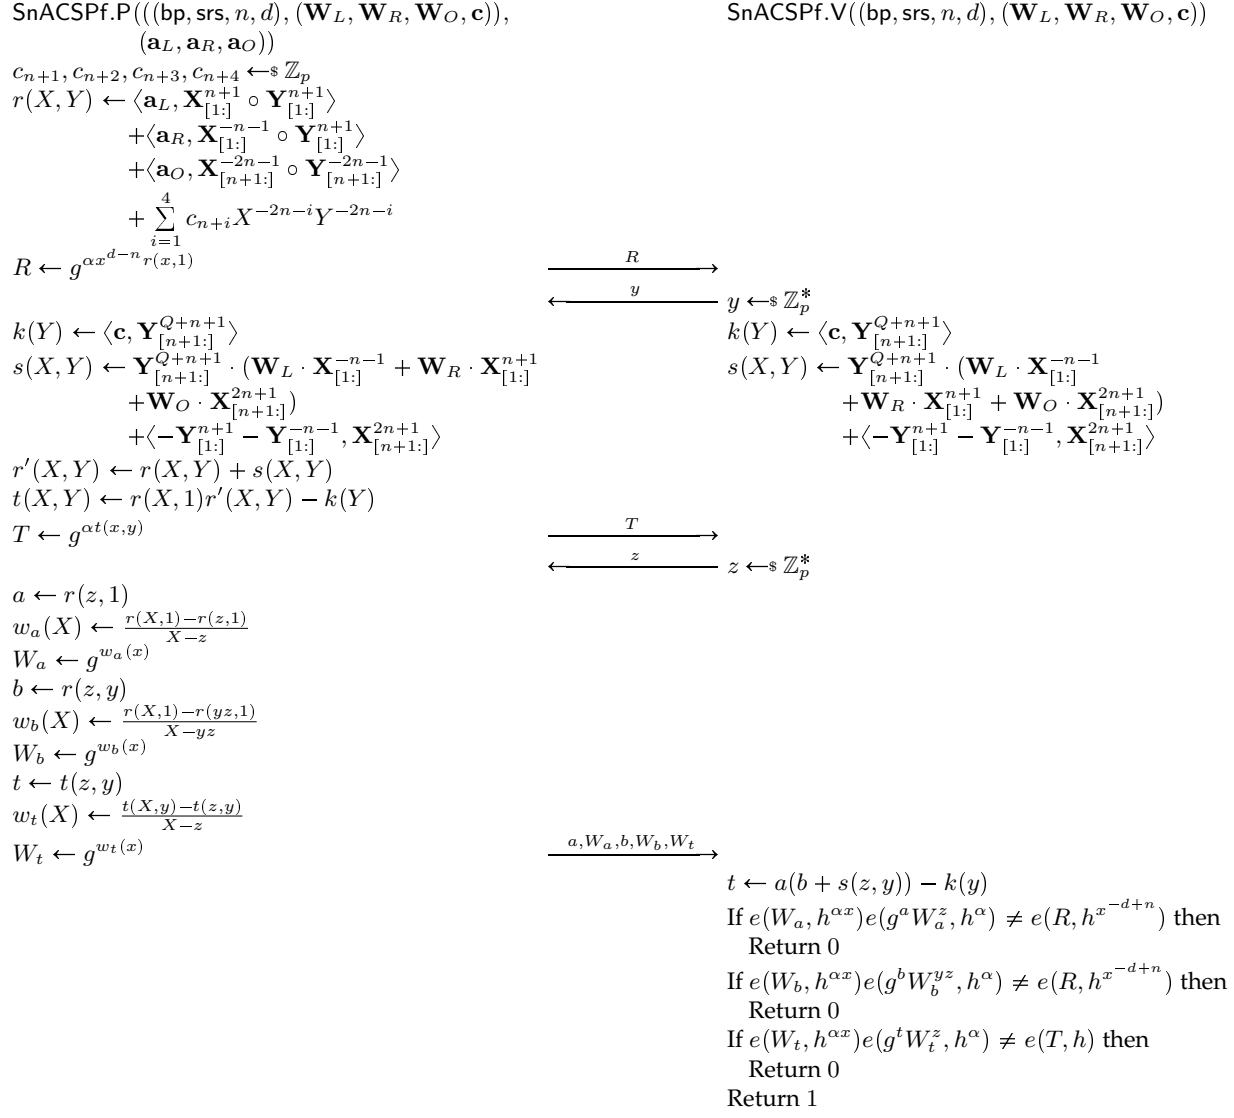 SnACSPf.P(((bp, srs, n, d), (W_L, W_R, W_O, c)),
(a_L, a_R, a_O))
SnACSPf.V((bp, srs, n, d), (W_L, W_R, W_O, c))
c_{n+1}, c_{n+2}, c_{n+3}, c_{n+4} ←$ ℤ_p
r(X, Y) ← ⟨a_L, X^{n+1}_{[1:]} ∘ Y^{n+1}_{[1:]}⟩
+⟨a_R, X^{-n-1}_{[1:]} ∘ Y^{n+1}_{[1:]}⟩
+⟨a_O, X^{-2n-1}_{[n+1:]} ∘ Y^{-2n-1}_{[n+1:]}⟩
+ ∑_{i=1}^{4} c_{n+i}X^{-2n-i}Y^{-2n-i}
R ← g^{αx^{d-n}r(x,1)}
R
y
y ←$ ℤ_p^*
k(Y) ← ⟨c, Y^{Q+n+1}_{[n+1:]}⟩
k(Y) ← ⟨c, Y^{Q+n+1}_{[n+1:]}⟩
s(X, Y) ← Y^{Q+n+1}_{[n+1:]} · (W_L · X^{-n-1}_{[1:]} + W_R · X^{n+1}_{[1:]}
+W_O · X^{2n+1}_{[n+1:]})
+⟨−Y^{n+1}_{[1:]} − Y^{-n-1}_{[1:]}, X^{2n+1}_{[n+1:]}⟩
s(X, Y) ← Y^{Q+n+1}_{[n+1:]} · (W_L · X^{-n-1}_{[1:]}
+W_R · X^{n+1}_{[1:]} + W_O · X^{2n+1}_{[n+1:]})
+⟨−Y^{n+1}_{[1:]} − Y^{-n-1}_{[1:]}, X^{2n+1}_{[n+1:]}⟩
r′(X, Y) ← r(X, Y) + s(X, Y)
t(X, Y) ← r(X, 1)r′(X, Y) − k(Y)
T ← g^{αt(x,y)}
T
z
z ←$ ℤ_p^*
a ← r(z, 1)
w_a(X) ← \frac{r(X,1)−r(z,1)}{X−z}
W_a ← g^{w_a(x)}
b ← r(z, y)
w_b(X) ← \frac{r(X,1)−r(yz,1)}{X−yz}
W_b ← g^{w_b(x)}
t ← t(z, y)
w_t(X) ← \frac{t(X,y)−t(z,y)}{X−z}
W_t ← g^{w_t(x)}
a,W_a,b,W_b,W_t
t ← a(b + s(z, y)) − k(y)
If e(W_a, h^{αx})e(g^aW_a^z, h^α) ≠ e(R, h^{x^{-d+n}}) then
Return 0
If e(W_b, h^{αx})e(g^bW_b^{yz}, h^α) ≠ e(R, h^{x^{-d+n}}) then
Return 0
If e(W_t, h^{αx})e(g^tW_t^z, h^α) ≠ e(T, h) then
Return 0
Return 1